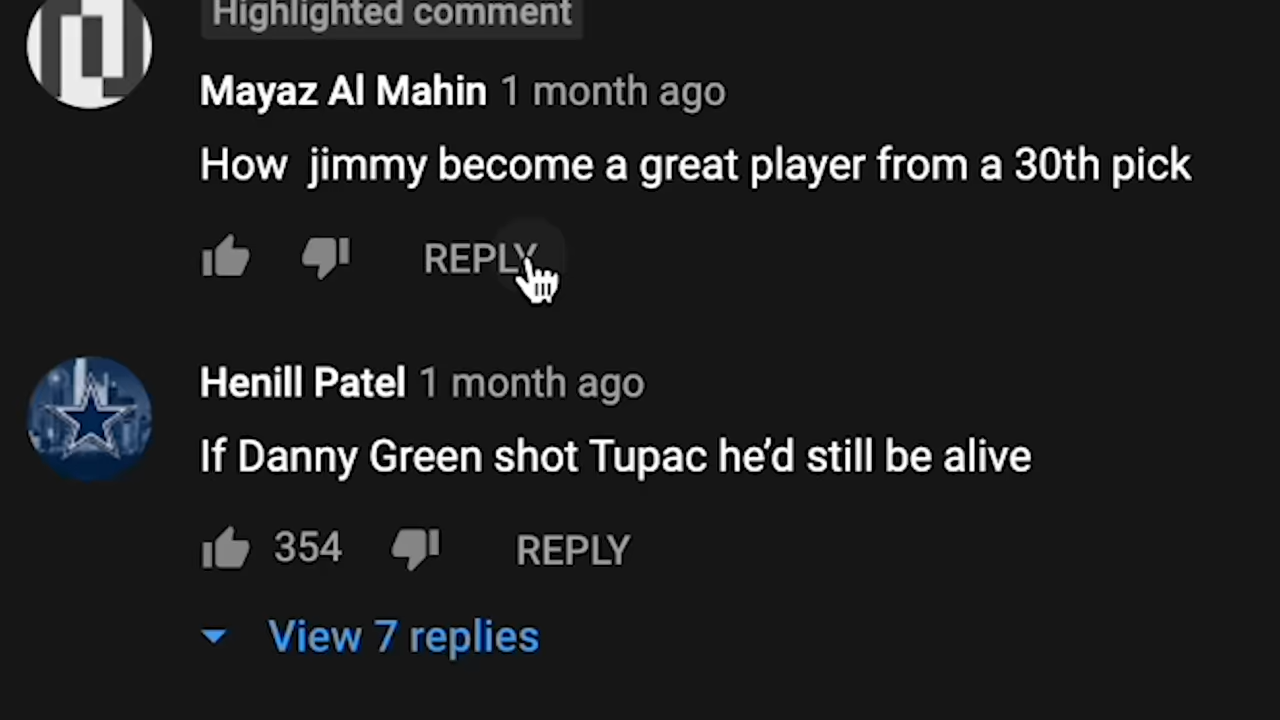 Highlighted comment
Mayaz Al Mahin 1 month ago
How  jimmy become a great player from a 30th pick
REPLY
Henill Patel 1 month ago
If Danny Green shot Tupac he’d still be alive
354 REPLY
View 7 replies